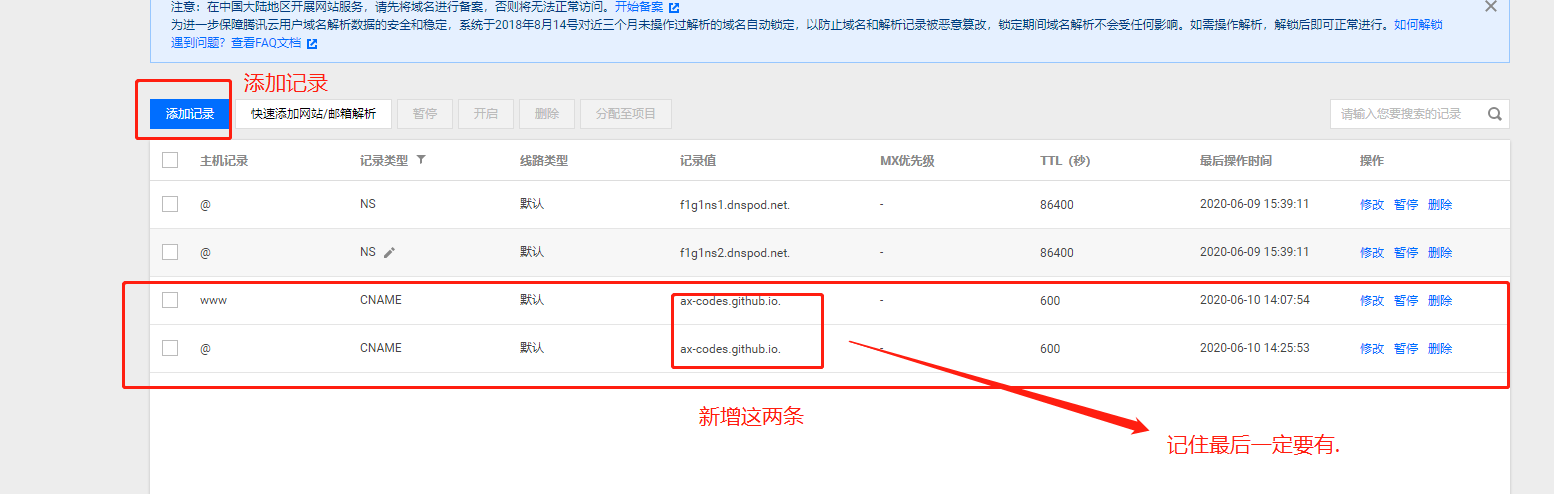 注意：在中国大陆地区开展网站服务，请先将域名进行备案，否则将无法正常访问。开始备案
为进一步保障腾讯云用户域名解析数据的安全和稳定，系统于2018年8月14号对近三个月未操作过解析的域名自动锁定，以防止域名和解析记录被恶意篡改，锁定期间域名解析不会受任何影响。如需操作解析，解锁后即可正常进行。如何解锁
遇到问题？查看FAQ文档
添加记录
添加记录 快速添加网站/邮箱解析 暂停 开启 删除 分配至项目 请输入您要搜索的记录
主机记录 记录类型 线路类型 记录值 MX优先级 TTL（秒） 最后操作时间 操作
@ NS 默认 f1g1ns1.dnspod.net. - 86400 2020-06-09 15:39:11 修改 暂停 删除
@ NS 默认 f1g1ns2.dnspod.net. - 86400 2020-06-09 15:39:11 修改 暂停 删除
www CNAME 默认 ax-codes.github.io. - 600 2020-06-10 14:07:54 修改 暂停 删除
@ CNAME 默认 ax-codes.github.io. - 600 2020-06-10 14:25:53 修改 暂停 删除
新增这两条
记住最后一定要有.